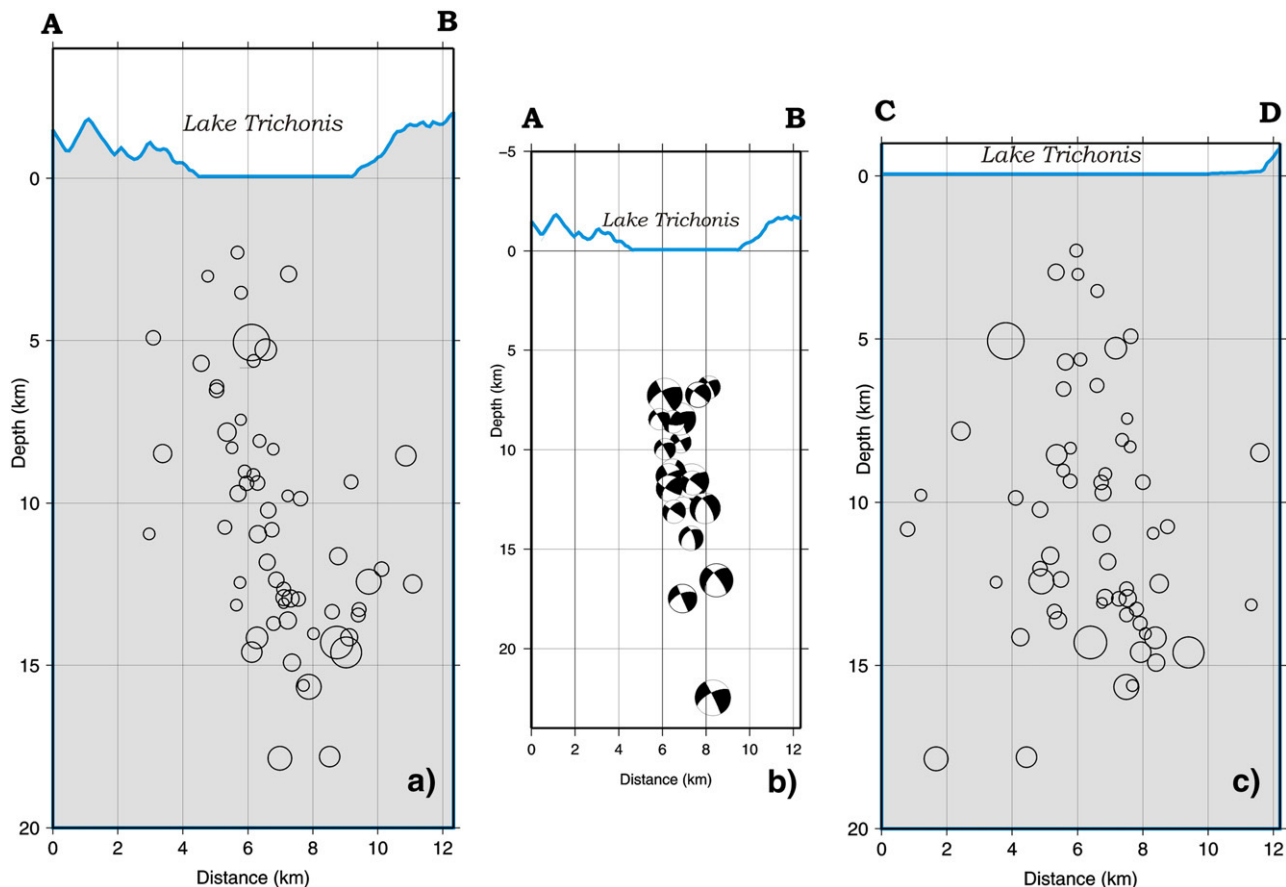 A B
Lake Trichonis
0
5
10
15
20
Depth (km)
0 2 4 6 8 10 12
Distance (km)
a)
A B
Lake Trichonis
−5
0
5
10
15
20
Depth (km)
0 2 4 6 8 10 12
Distance (km)
b)
C D
Lake Trichonis
0
5
10
15
20
Depth (km)
0 2 4 6 8 10 12
Distance (km)
c)